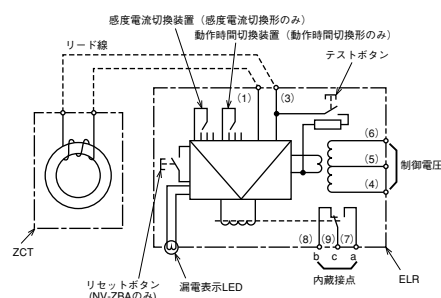 感度電流切換装置（感度電流切換形のみ）
動作時間切換装置（動作時間切換形のみ）
リード線
テストボタン
(1)
(3)
(6)
(5)
制御電圧
(4)
(8)
(9)
(7)
b
c
a
ZCT
ELR
リセットボタン
(NV-ZBAのみ)
漏電表示LED
内蔵接点